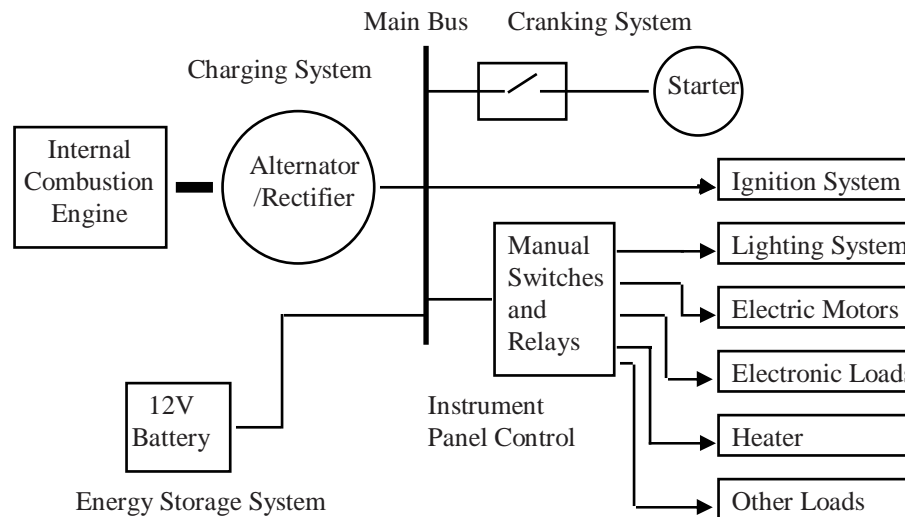 Main Bus
Cranking System
Charging System
Starter
Internal
Combustion
Engine
Alternator
/Rectifier
Ignition System
Manual
Switches
and
Relays
Lighting System
Electric Motors
Electronic Loads
Heater
Other Loads
12V
Battery
Instrument
Panel Control
Energy Storage System